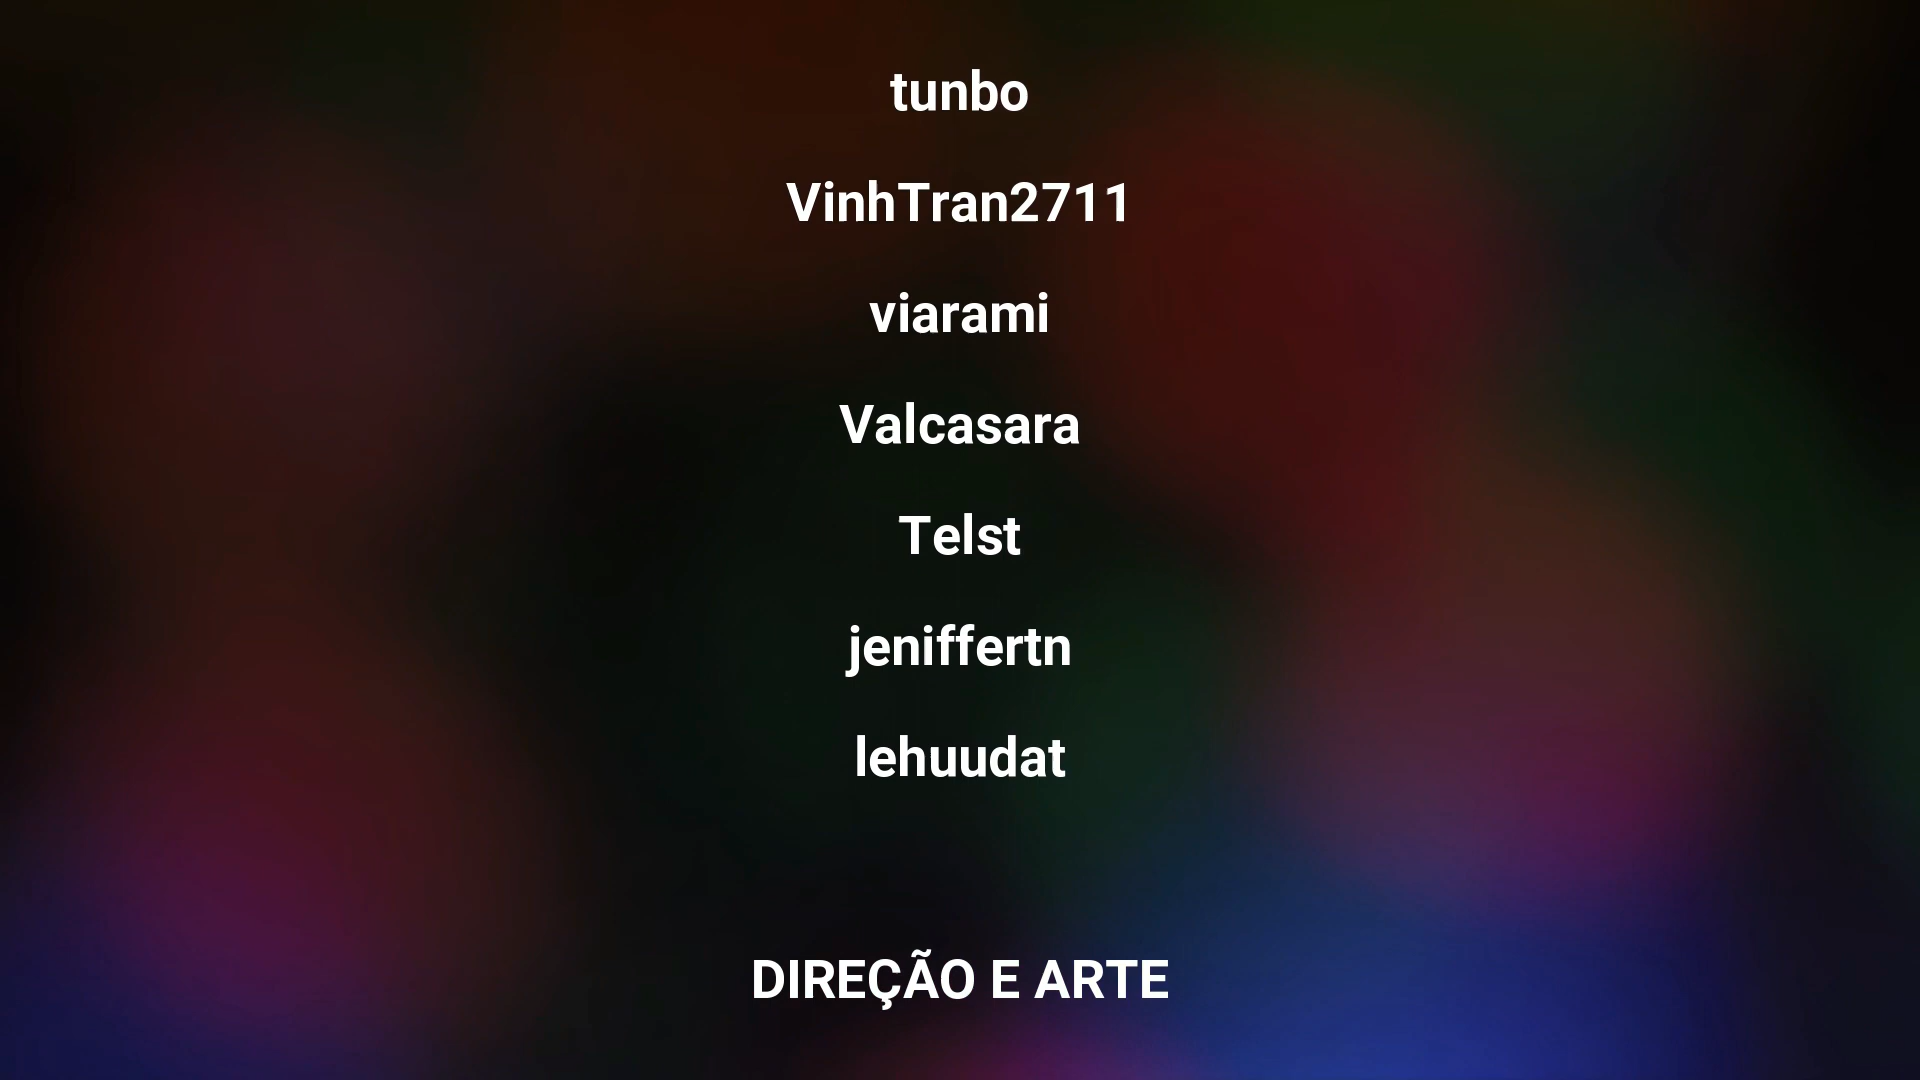 tunbo
VinhTran2711
viarami
Valcasara
Telst
jeniffertn
lehuudat
DIREÇÃO E ARTE